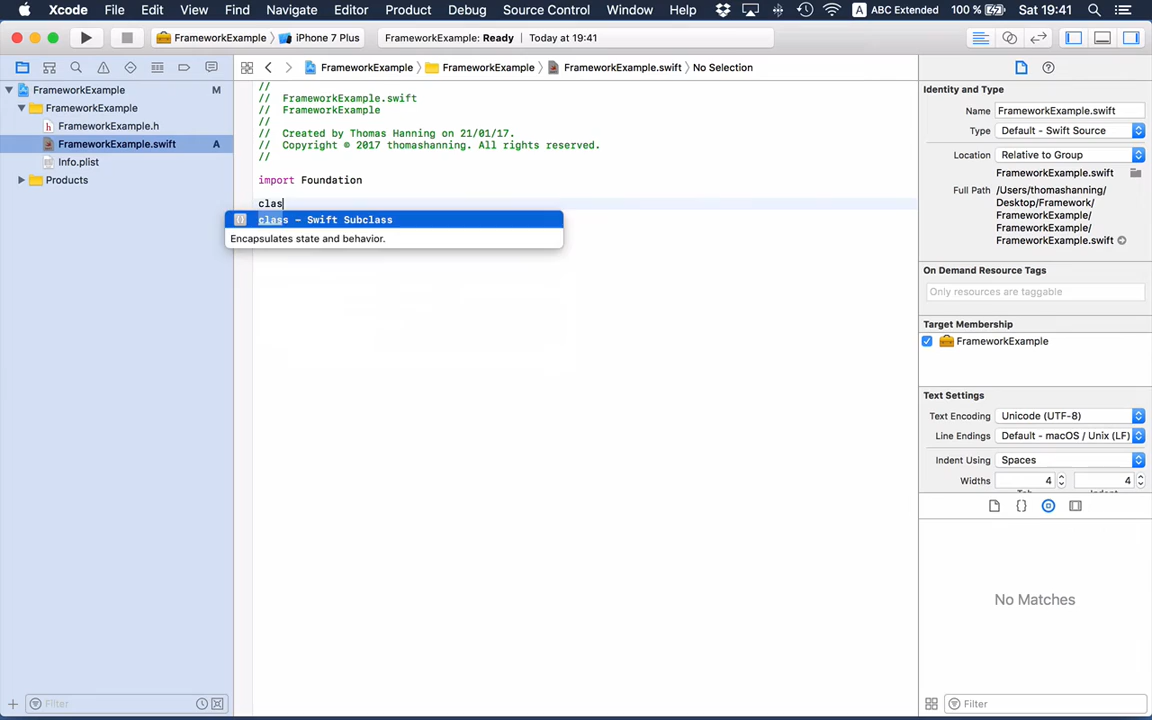 Xcode File Edit View Find Navigate Editor Product Debug Source Control Window Help A ABC Extended 100 % Sat 19:41
FrameworkExample iPhone 7 Plus FrameworkExample: Ready Today at 19:41
FrameworkExample FrameworkExample FrameworkExample.swift No Selection
FrameworkExample M
FrameworkExample
h FrameworkExample.h
FrameworkExample.swift A
Info.plist
Products
//
// FrameworkExample.swift
// FrameworkExample
//
// Created by Thomas Hanning on 21/01/17.
// Copyright © 2017 thomashanning. All rights reserved.
//
import Foundation
clas
{} class – Swift Subclass
Encapsulates state and behavior.
Identity and Type
Name FrameworkExample.swift
Type Default - Swift Source
Location Relative to Group
FrameworkExample.swift
Full Path /Users/thomashanning/
Desktop/Framework/
FrameworkExample/
FrameworkExample/
FrameworkExample.swift
On Demand Resource Tags
Only resources are taggable
Target Membership
FrameworkExample
Text Settings
Text Encoding Unicode (UTF-8)
Line Endings Default - macOS / Unix (LF)
Indent Using Spaces
Widths 4 4
{}
No Matches
Filter
Filter